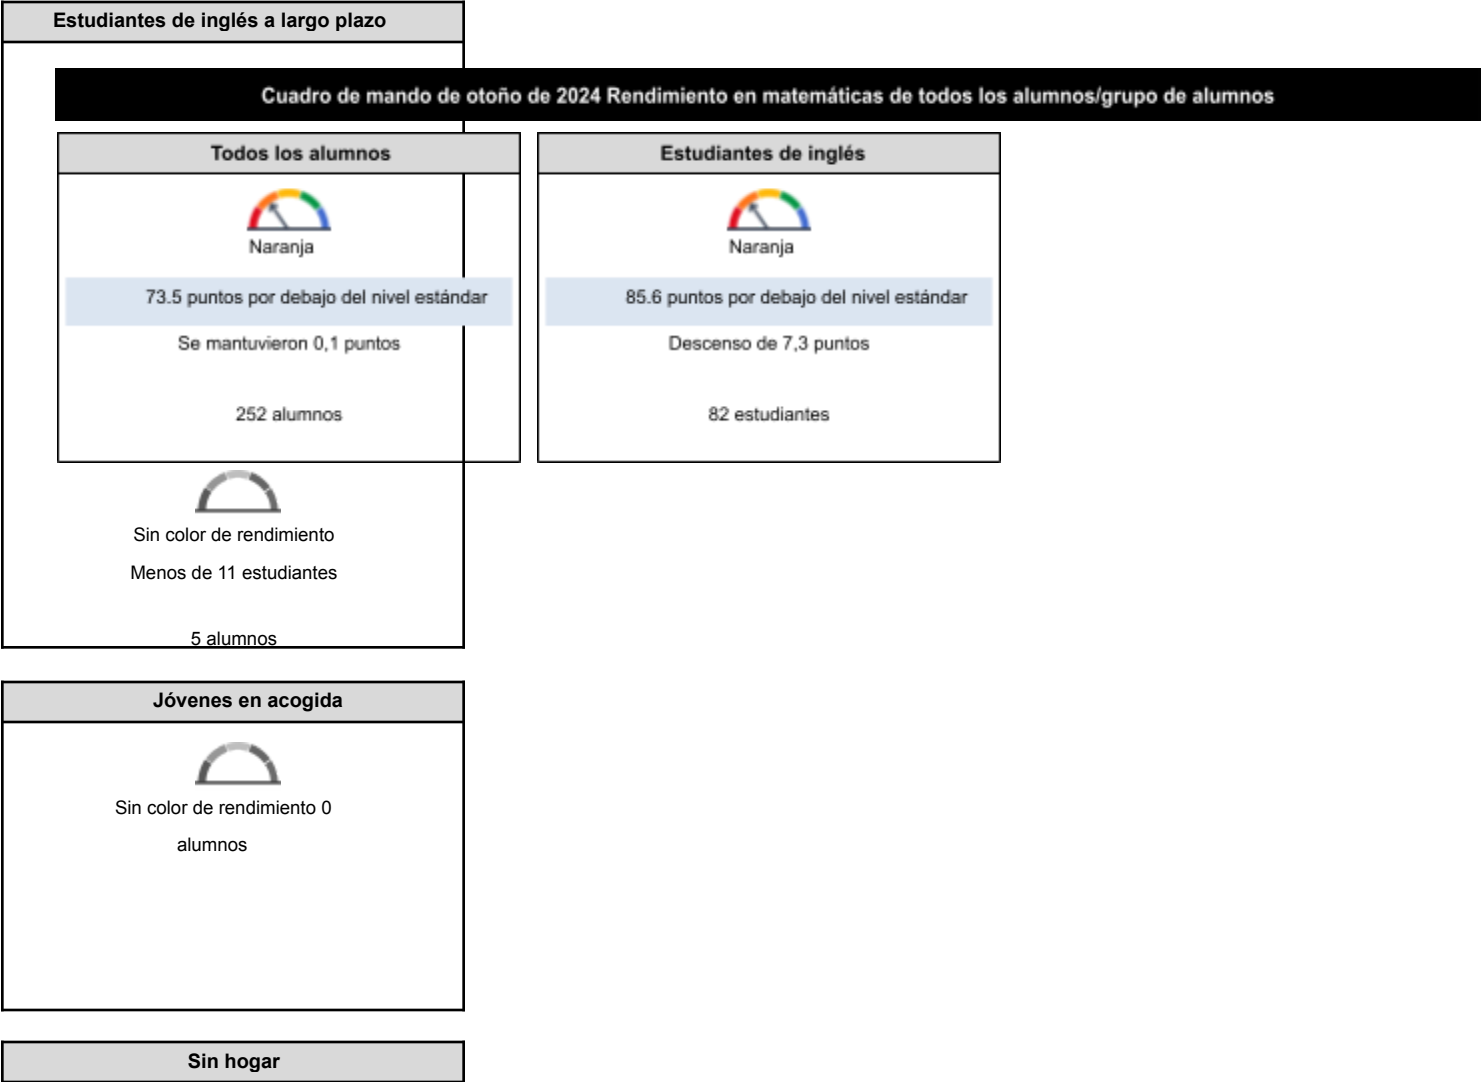 Estudiantes de inglés a largo plazo
Cuadro de mando de otoño de 2024 Rendimiento en matemáticas de todos los alumnos/grupo de alumnos
Todos los alumnos
Naranja
73.5 puntos por debajo del nivel estándar
Se mantuvieron 0,1 puntos
252 alumnos
Estudiantes de inglés
Naranja
85.6 puntos por debajo del nivel estándar
Descenso de 7,3 puntos
82 estudiantes
Sin color de rendimiento
Menos de 11 estudiantes
5 alumnos
Jóvenes en acogida
Sin color de rendimiento 0
alumnos
Sin hogar